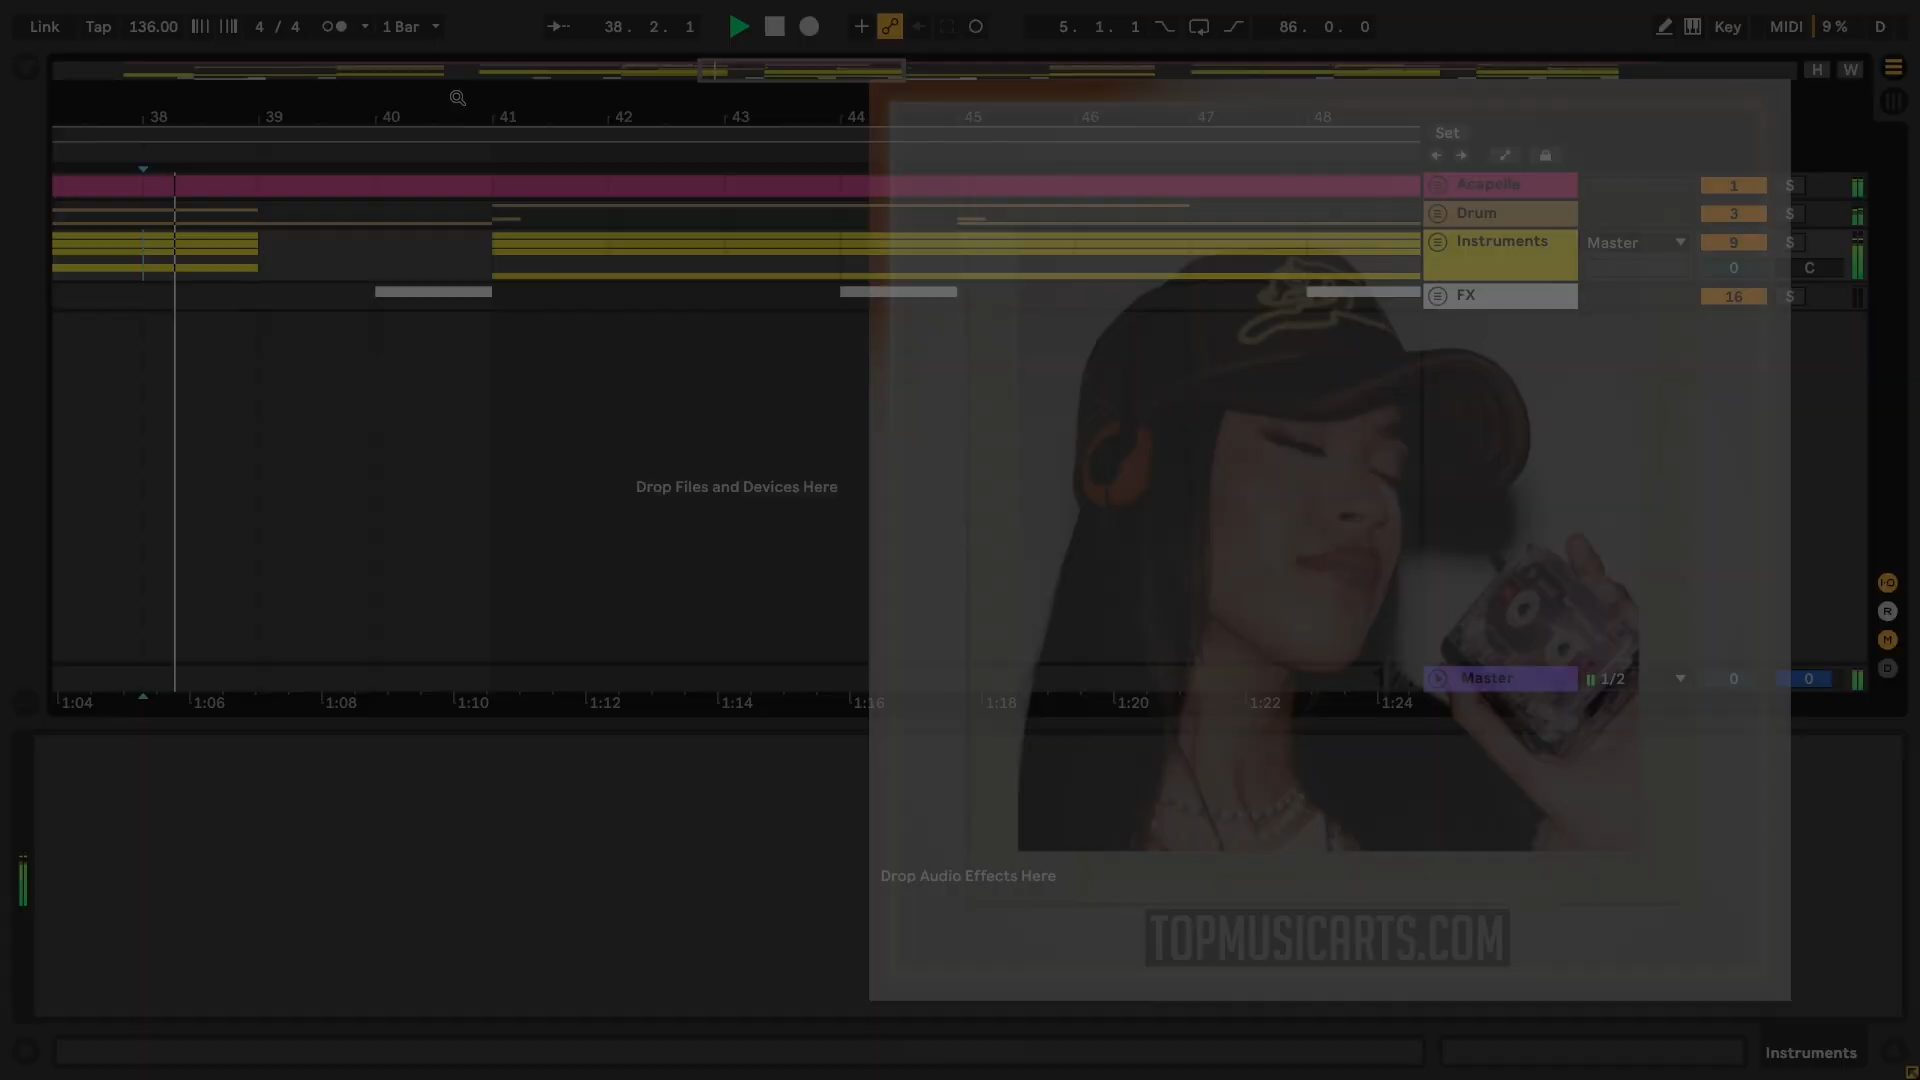 Link Tap 136.00 4 / 4 1 Bar 38. 2. 1 5. 1. 1 86. 0. 0 Key MIDI 9 % D
H W
38 39 40 41 42 43 44 45 46 47 48
Set
Acapella 1 S
Drum 3 S
Instruments Master 9 S
0 C
FX 16 S
Drop Files and Devices Here
I·O
R
M
D
Master 1/2 0 0
1:04 1:06 1:08 1:10 1:12 1:14 1:16 1:18 1:20 1:22 1:24
Drop Audio Effects Here
TOPMUSICARTS.COM
Instruments